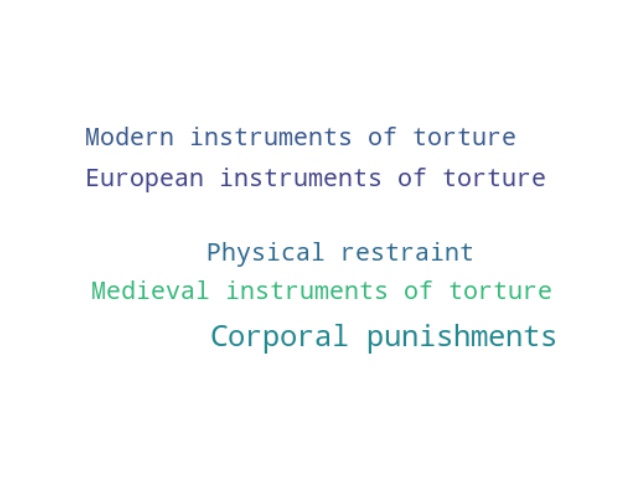 Modern instruments of torture
European instruments of torture
Physical restraint
Medieval instruments of torture
Corporal punishments